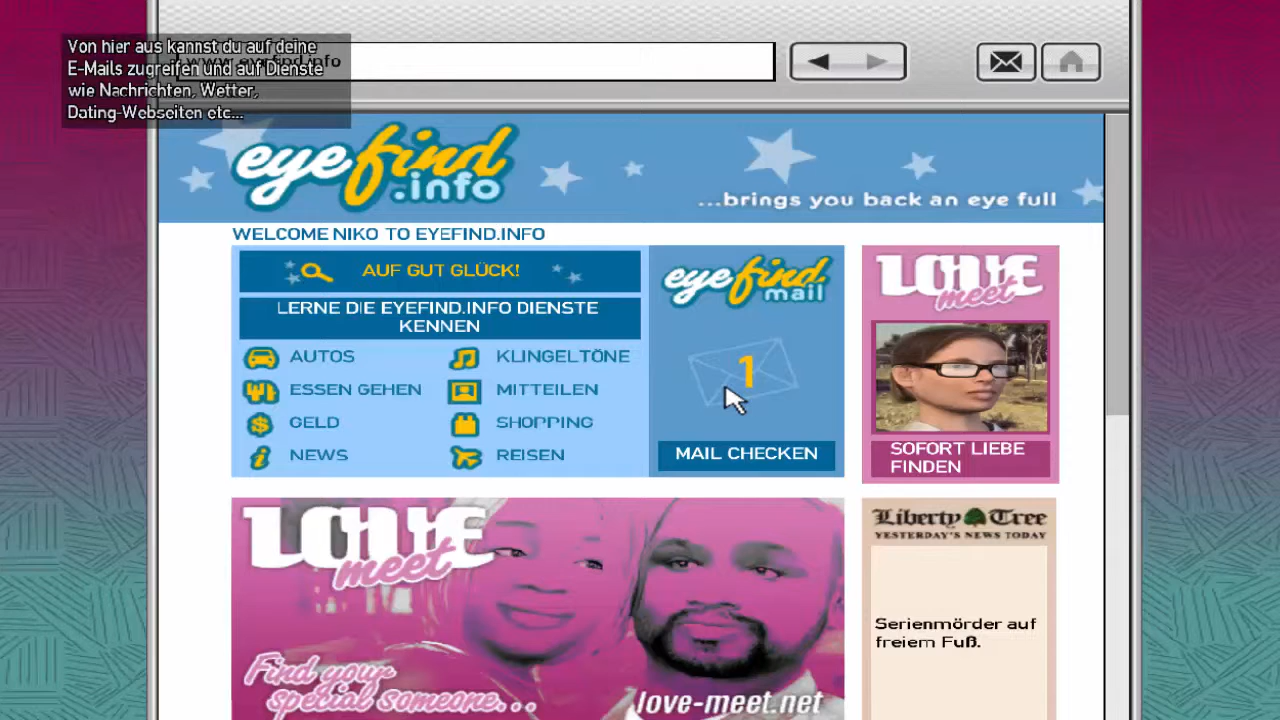 Von hier aus kannst du auf deine
E-Mails zugreifen und auf Dienste
wie Nachrichten, Wetter,
Dating-Webseiten etc...
www.eyefind.info
eyefind
.info
...brings you back an eye full
WELCOME NIKO TO EYEFIND.INFO
AUF GUT GLÜCK!
LERNE DIE EYEFIND.INFO DIENSTE
KENNEN
AUTOS
KLINGELTÖNE
ESSEN GEHEN
MITTEILEN
GELD
SHOPPING
NEWS
REISEN
eyefind
mail
1
MAIL CHECKEN
LOVE
meet
SOFORT LIEBE
FINDEN
LOVE
meet
Find your
special someone...
love-meet.net
Liberty Tree
YESTERDAY'S NEWS TODAY
Serienmörder auf
freiem Fuß.